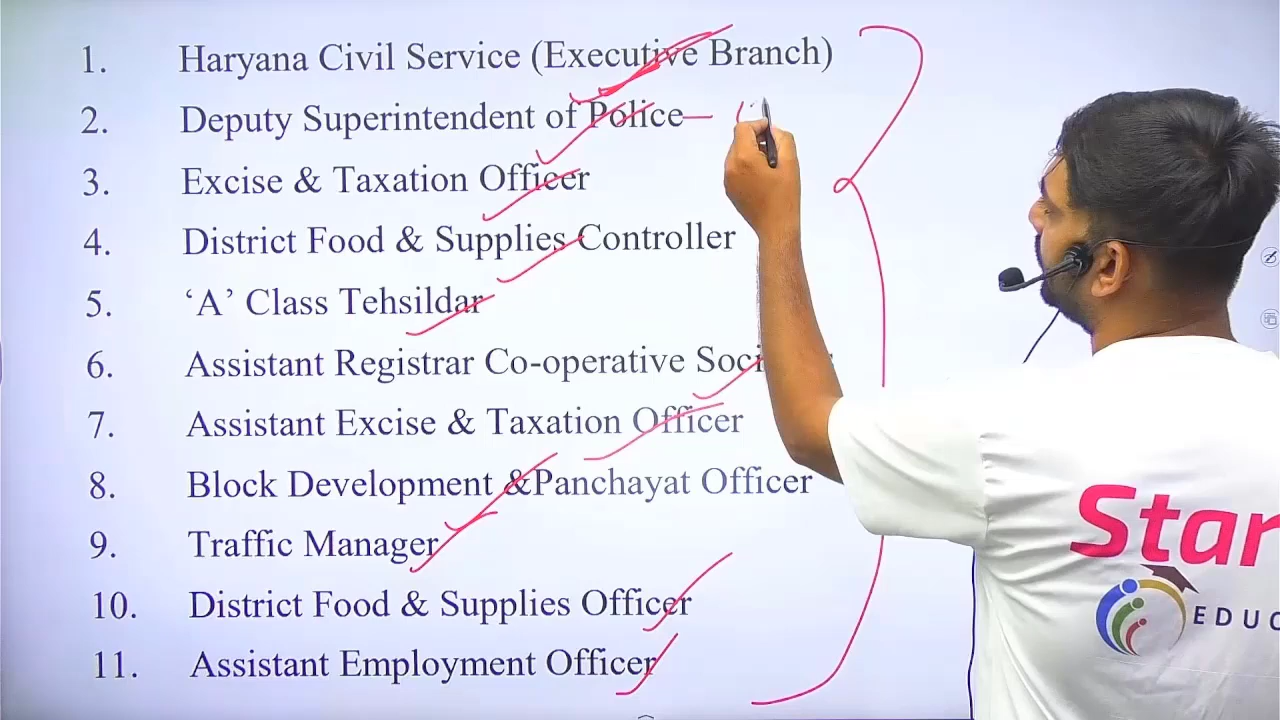 1. Haryana Civil Service (Executive Branch)
2. Deputy Superintendent of Police
3. Excise & Taxation Officer
4. District Food & Supplies Controller
5. ‘A’ Class Tehsildar
6. Assistant Registrar Co-operative
7. Assistant Excise & Taxation Officer
8. Block Development &Panchayat Officer
9. Traffic Manager
10. District Food & Supplies Officer
11. Assistant Employment Officer
Star
EDUC